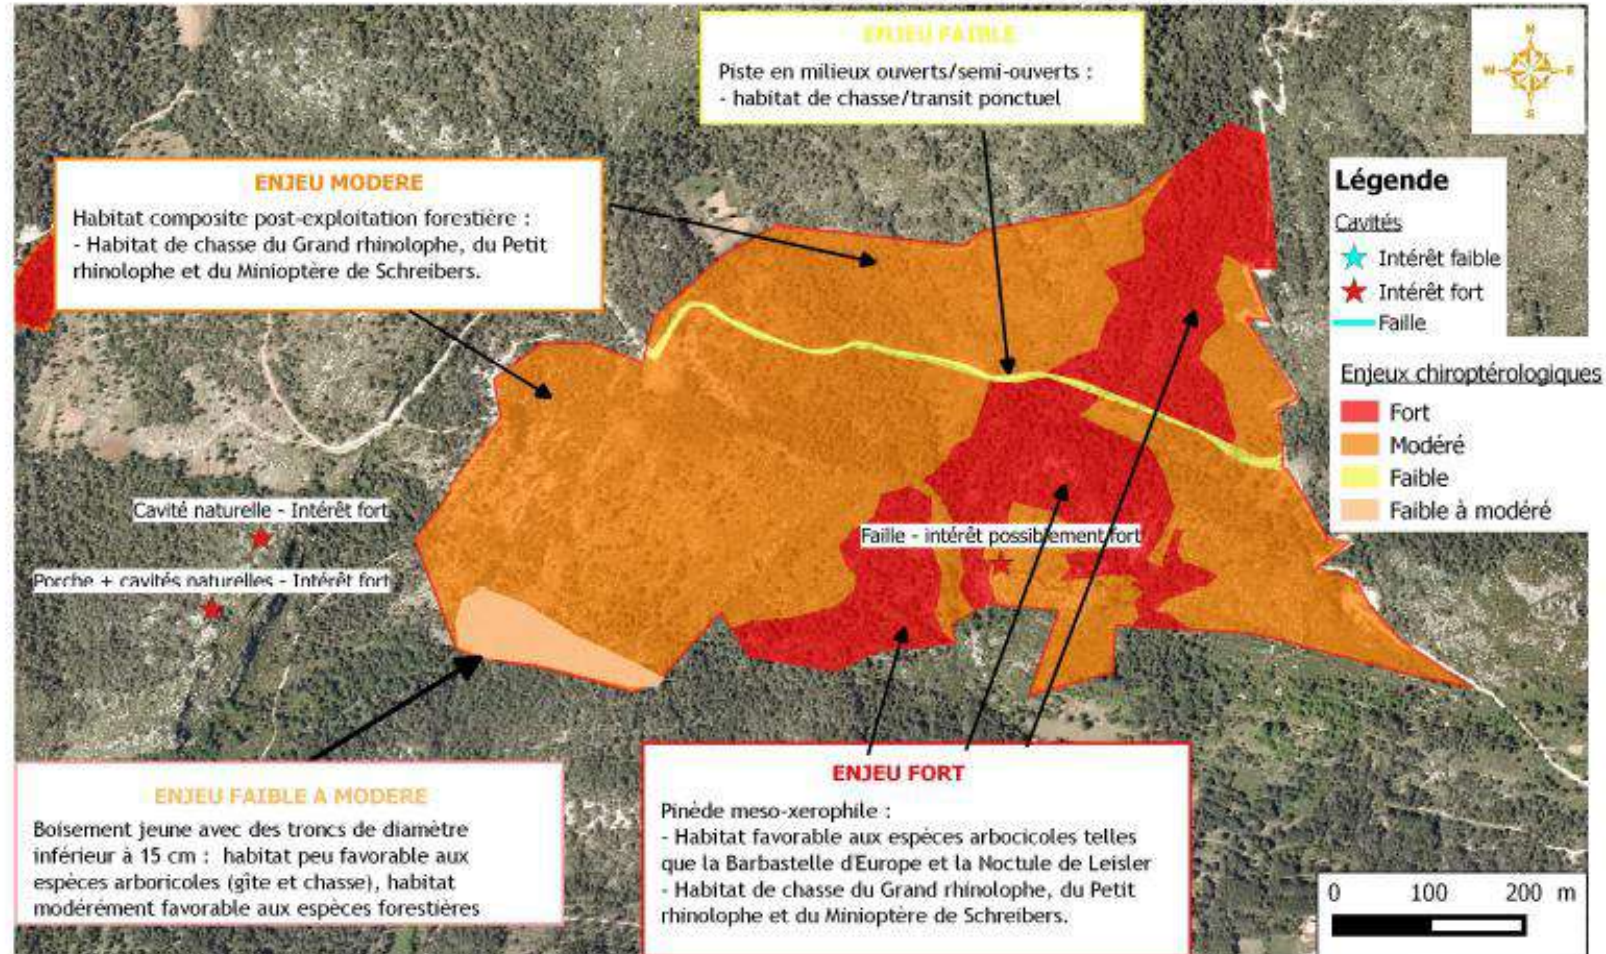 ENJEU FAIBLE
Piste en milieux ouverts/semi-ouverts :
- habitat de chasse/transit ponctuel
N
W
E
S
ENJEU MODERE
Habitat composite post-exploitation forestière :
- Habitat de chasse du Grand rhinolophe, du Petit
rhinolophe et du Minioptère de Schreibers.
Légende
Cavités
Intérêt faible
Intérêt fort
Faille
Enjeux chiroptérologiques
Fort
Modéré
Faible
Faible à modéré
Cavité naturelle - Intérêt fort
Faille - intérêt possiblement fort
Porche + cavités naturelles - Intérêt fort
ENJEU FAIBLE A MODERE
Boisement jeune avec des troncs de diamètre
inférieur à 15 cm : habitat peu favorable aux
espèces arboricoles (gîte et chasse), habitat
modérément favorable aux espèces forestières
ENJEU FORT
Pinède meso-xerophile :
- Habitat favorable aux espèces arbocicoles telles
que la Barbastelle d'Europe et la Noctule de Leisler
- Habitat de chasse du Grand rhinolophe, du Petit
rhinolophe et du Minioptère de Schreibers.
0 100 200 m